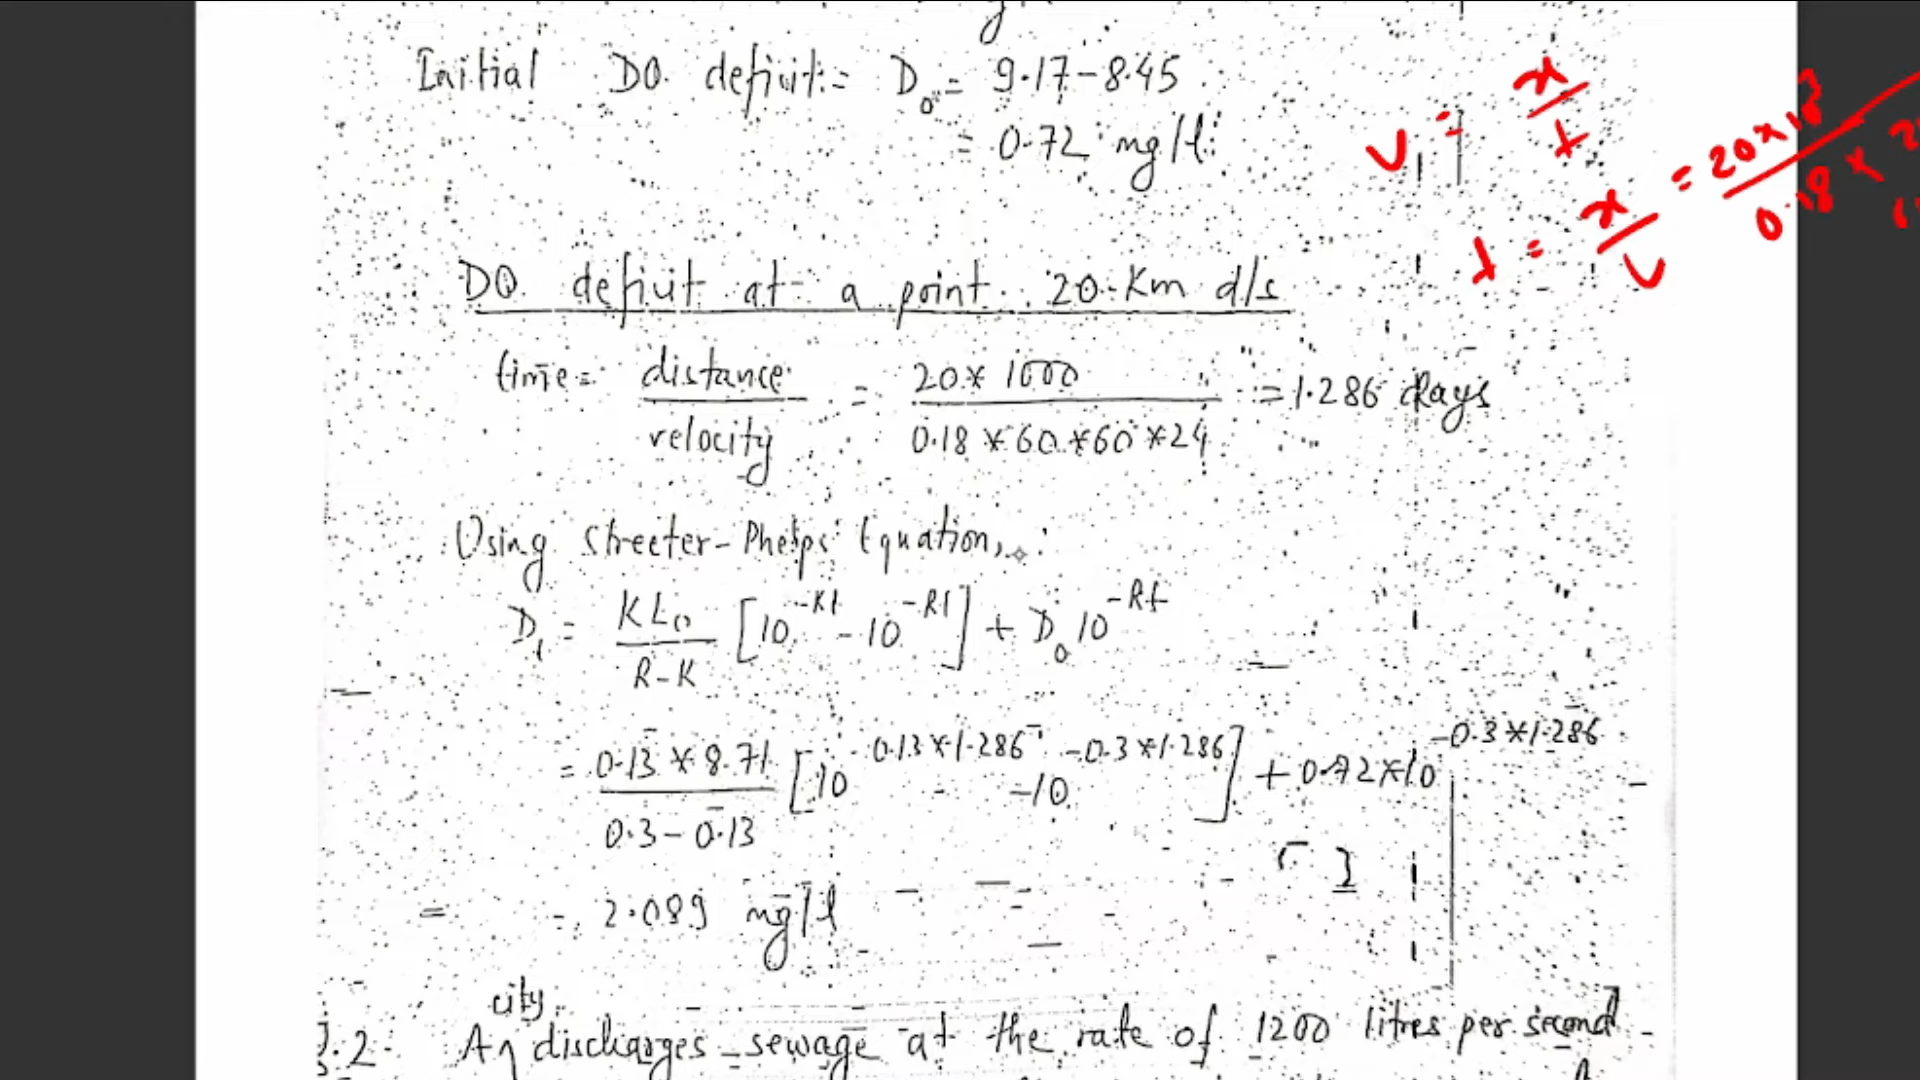 Initial DO deficit:= D₀ = 9.17-8.45
= 0.72 mg/l.
V = x/t
t = x/v = 20×10³/0.18×
DO deficit at a point 20 Km d/s
time = distance/velocity = 20*1000/0.18*60*60*24 = 1.286 days
Using Streeter-Phelps Equation,
D₁ = KL₀/R-K [10^-Kt - 10^-Rt] + D₀ 10^-Rt
= 0.13*8.71/0.3-0.13 [10^-0.13*1.286 - 10^-0.3*1.286] + 0.72*10^-0.3*1.286
= 2.089 mg/l
city
.2. A discharges sewage at the rate of 1200 litres per second